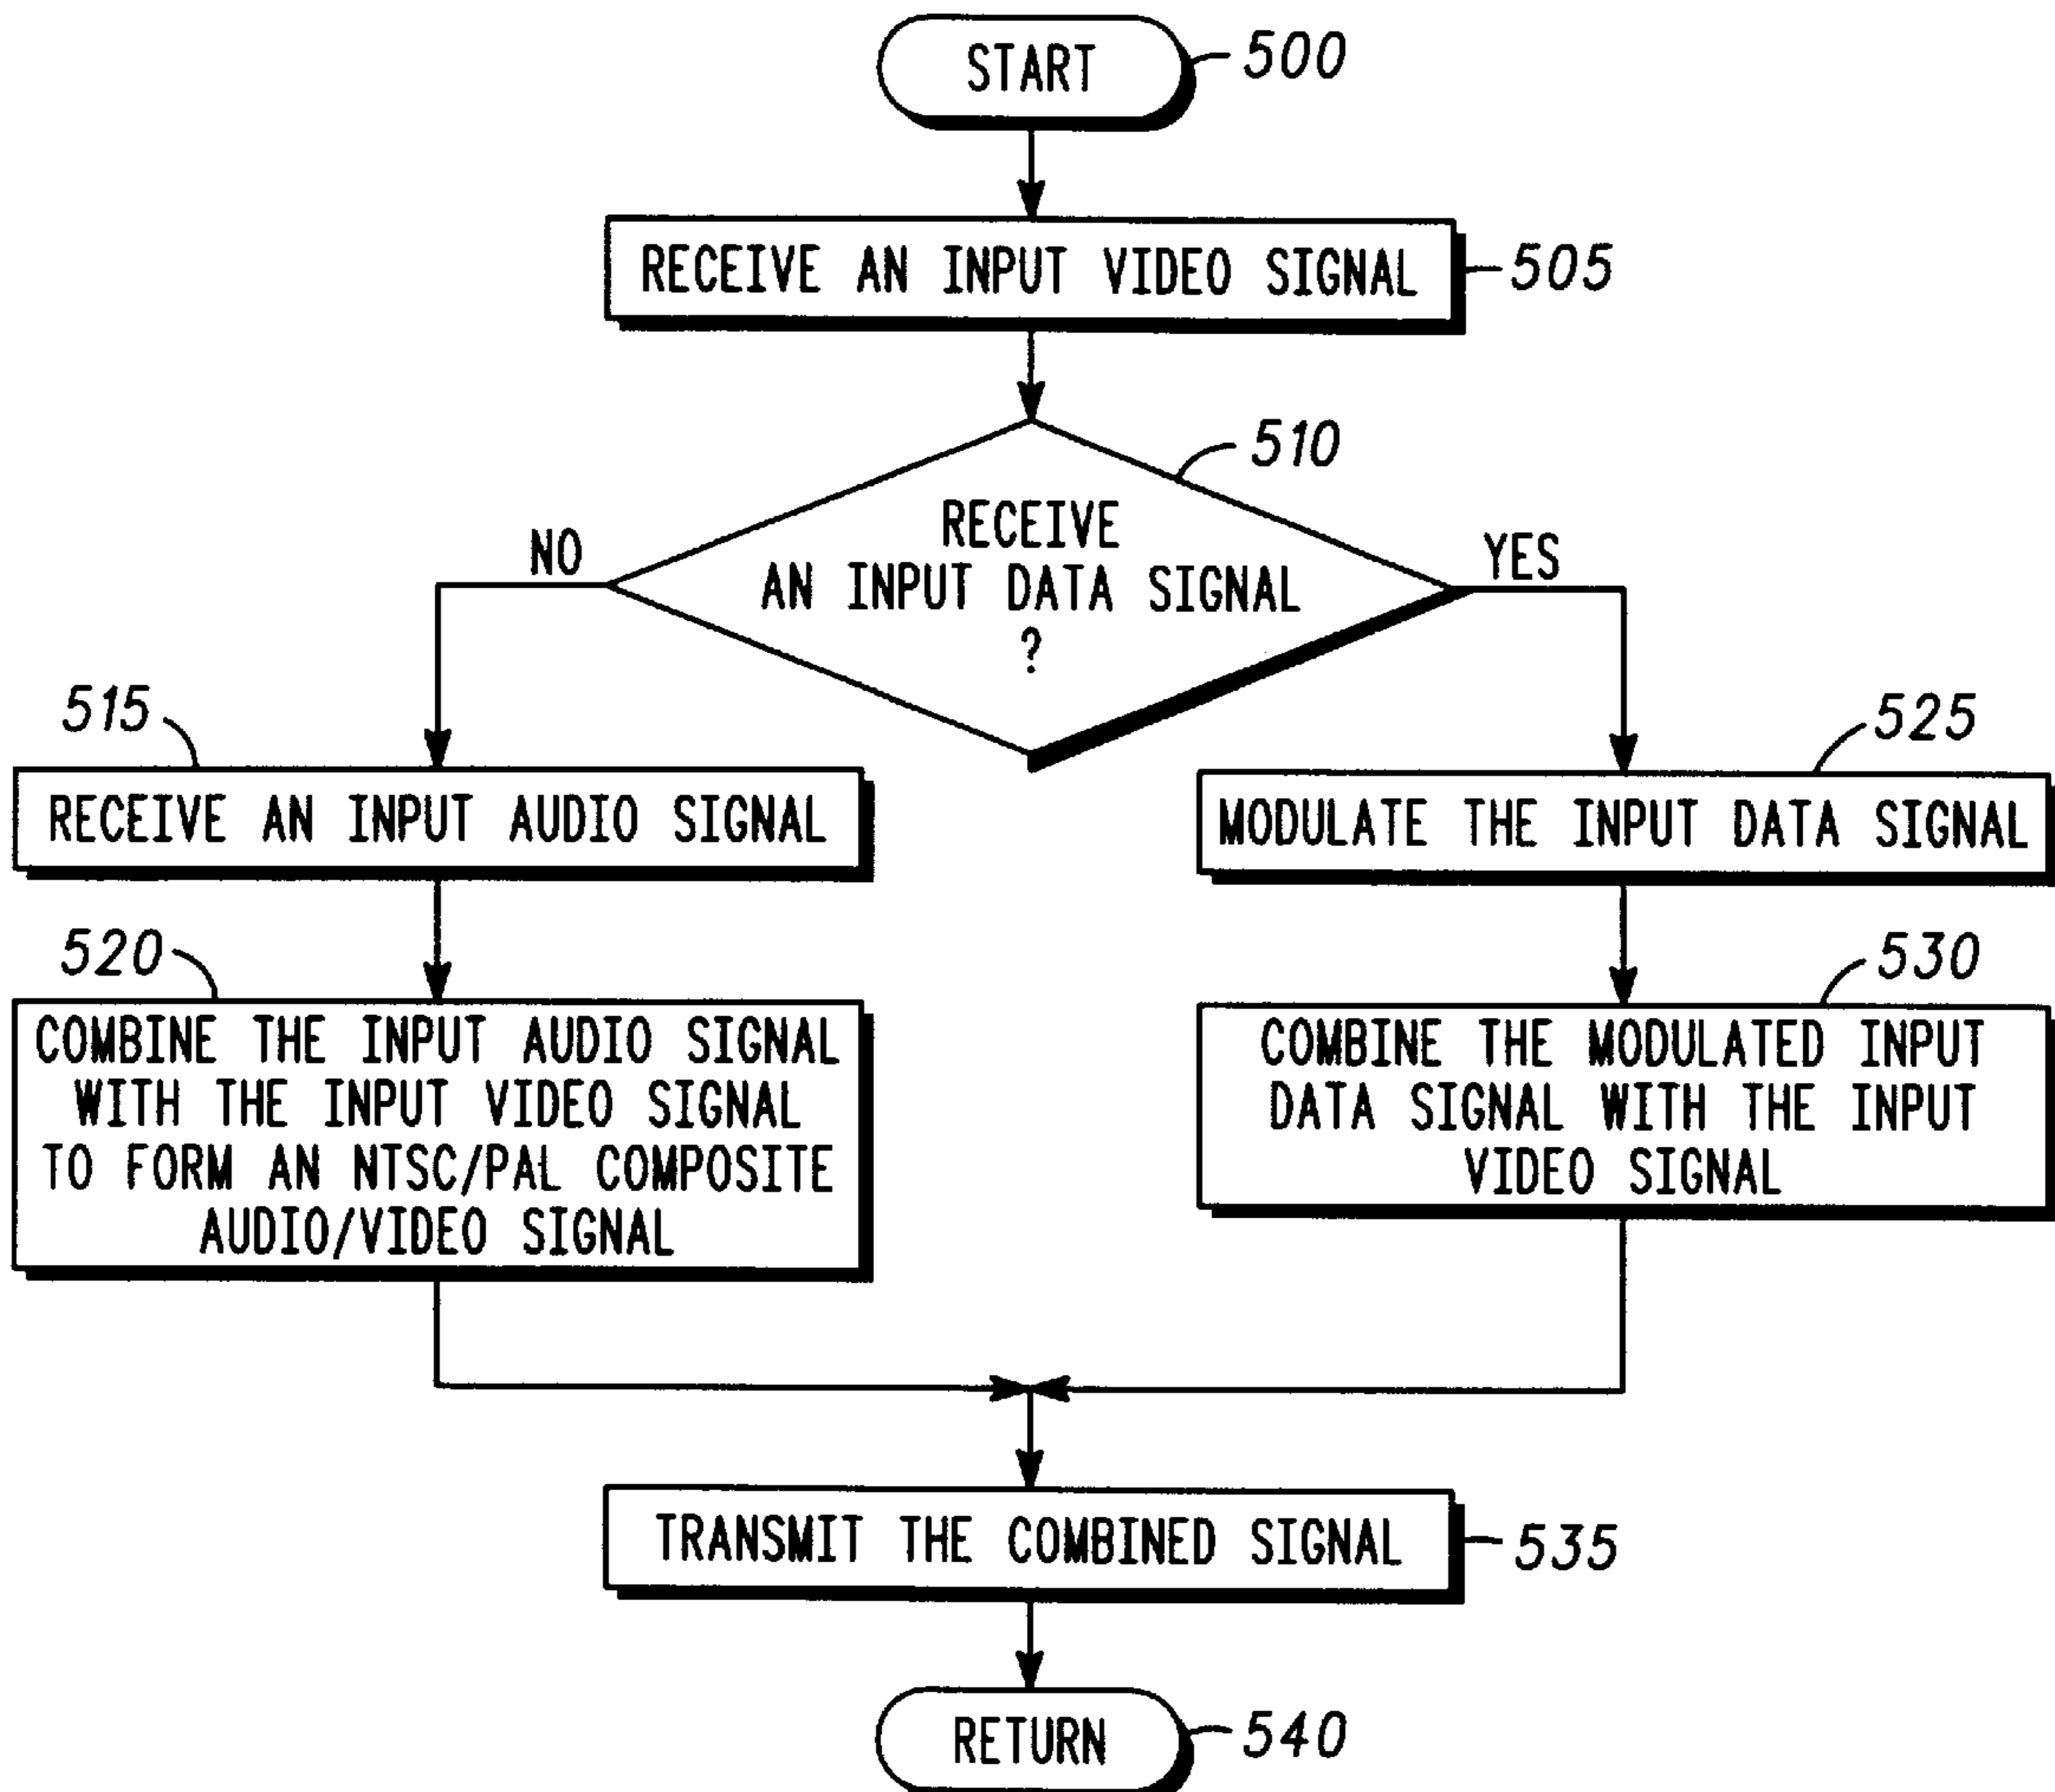 START
500
RECEIVE AN INPUT VIDEO SIGNAL
505
510
RECEIVE
AN INPUT DATA SIGNAL
?
NO
YES
515
RECEIVE AN INPUT AUDIO SIGNAL
525
MODULATE THE INPUT DATA SIGNAL
520
COMBINE THE INPUT AUDIO SIGNAL
WITH THE INPUT VIDEO SIGNAL
TO FORM AN NTSC/PAL COMPOSITE
AUDIO/VIDEO SIGNAL
530
COMBINE THE MODULATED INPUT
DATA SIGNAL WITH THE INPUT
VIDEO SIGNAL
TRANSMIT THE COMBINED SIGNAL
535
RETURN
540